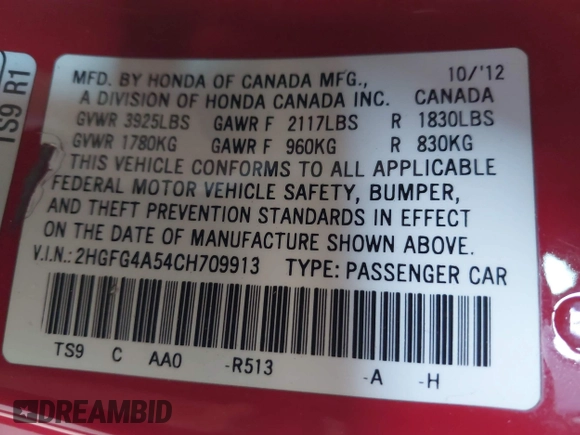 TS9 R1
MFD. BY HONDA OF CANADA MFG., 10/'12
A DIVISION OF HONDA CANADA INC. CANADA
GVWR 3925LBS GAWR F 2117LBS R 1830LBS
GVWR 1780KG GAWR F 960KG R 830KG
THIS VEHICLE CONFORMS TO ALL APPLICABLE
FEDERAL MOTOR VEHICLE SAFETY, BUMPER,
AND THEFT PREVENTION STANDARDS IN EFFECT
ON THE DATE OF MANUFACTURE SHOWN ABOVE.
V.I.N.: 2HGFG4A54CH709913 TYPE: PASSENGER CAR
TS9 C AA0 -R513 -A -H
DREAMBID